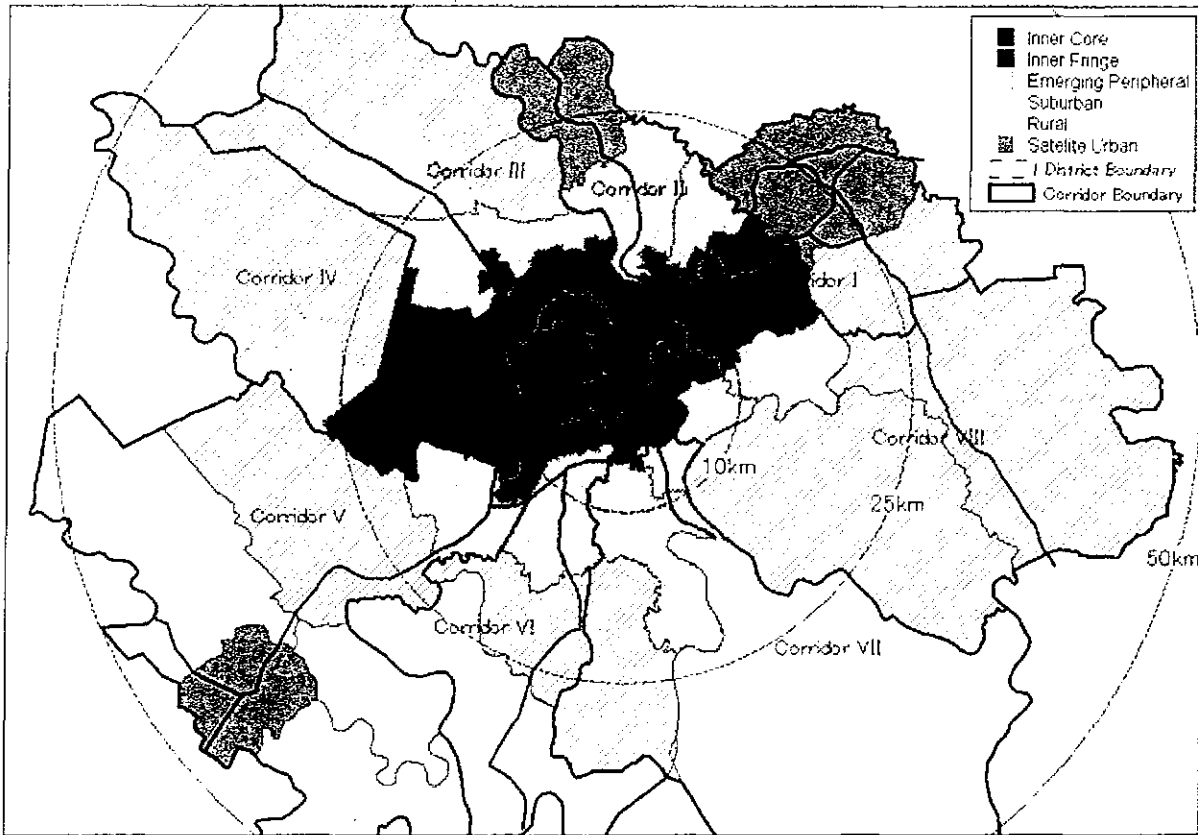 Inner Core
Inner Fringe
Emerging Peripheral
Suburban
Rural
Satelite Urban
District Boundary
Corridor Boundary
Corridor III
Corridor II
Corridor IV
ridor I
Corridor VIII
10km
25km
Corridor V
50km
Corridor VI
Corridor VII